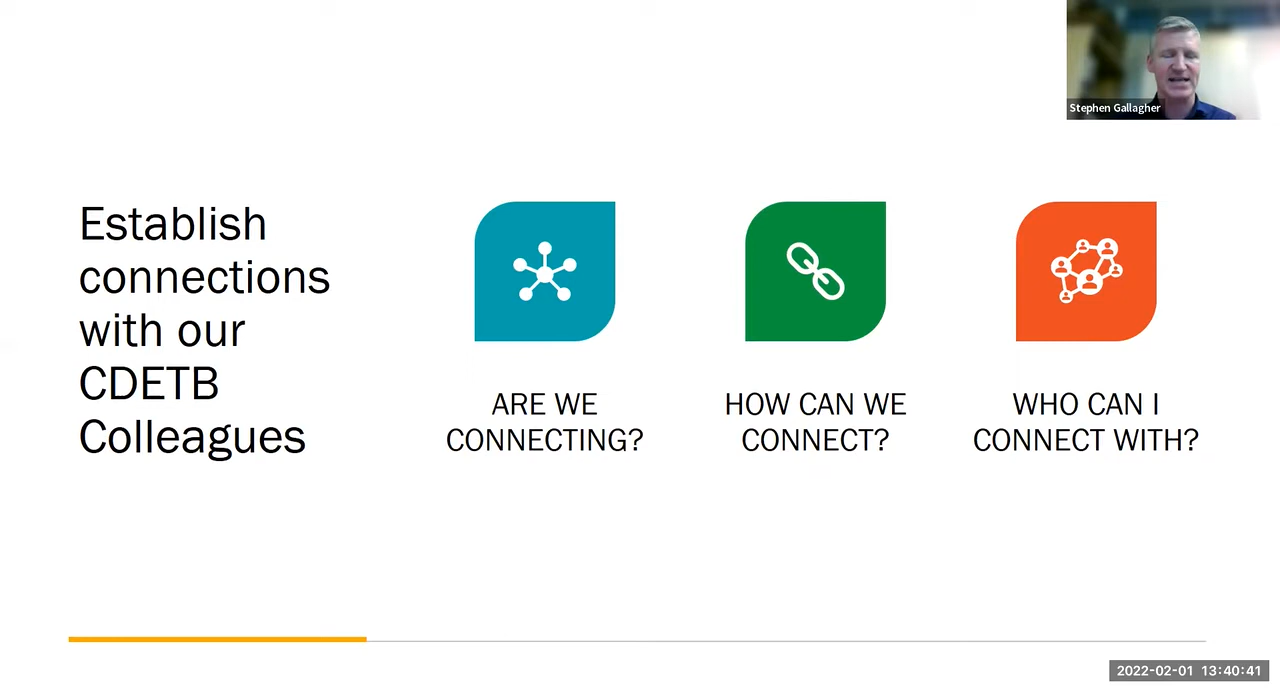 Stephen Gallagher
Establish
connections
with our
CDETB
Colleagues
ARE WE
CONNECTING?
HOW CAN WE
CONNECT?
WHO CAN I
CONNECT WITH?
2022-02-01 13:40:41